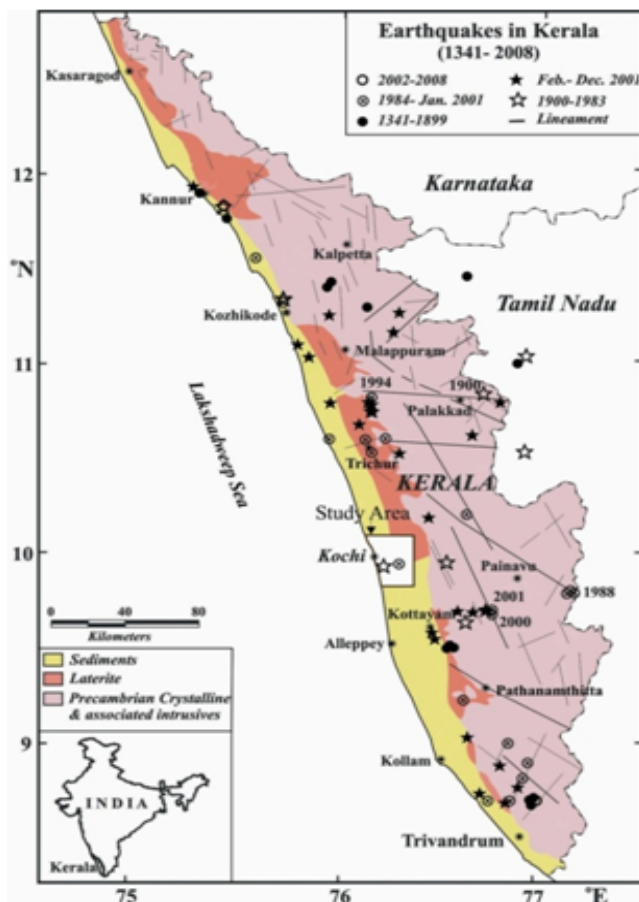 Earthquakes in Kerala
(1341- 2008)
2002-2008
Feb.- Dec. 2001
1984- Jan. 2001
1900-1983
1341-1899
Lineament
Kasaragod
12
Karnataka
Kannur
Kalpetta
°N
Tamil Nadu
Kozhikode
11
Malappuram
1994
1900
Palakkad
Lakshadweep Sea
Trichur
KERALA
Study Area
10
Kochi
Painavu
1988
2001
Kottayam
2000
0
40
80
Kilometers
Alleppey
Sediments
Laterite
Pathanamthitta
Precambrian Crystalline
& associated intrusives
9
Kollam
INDIA
Trivandrum
Kerala
75
76
77
°E